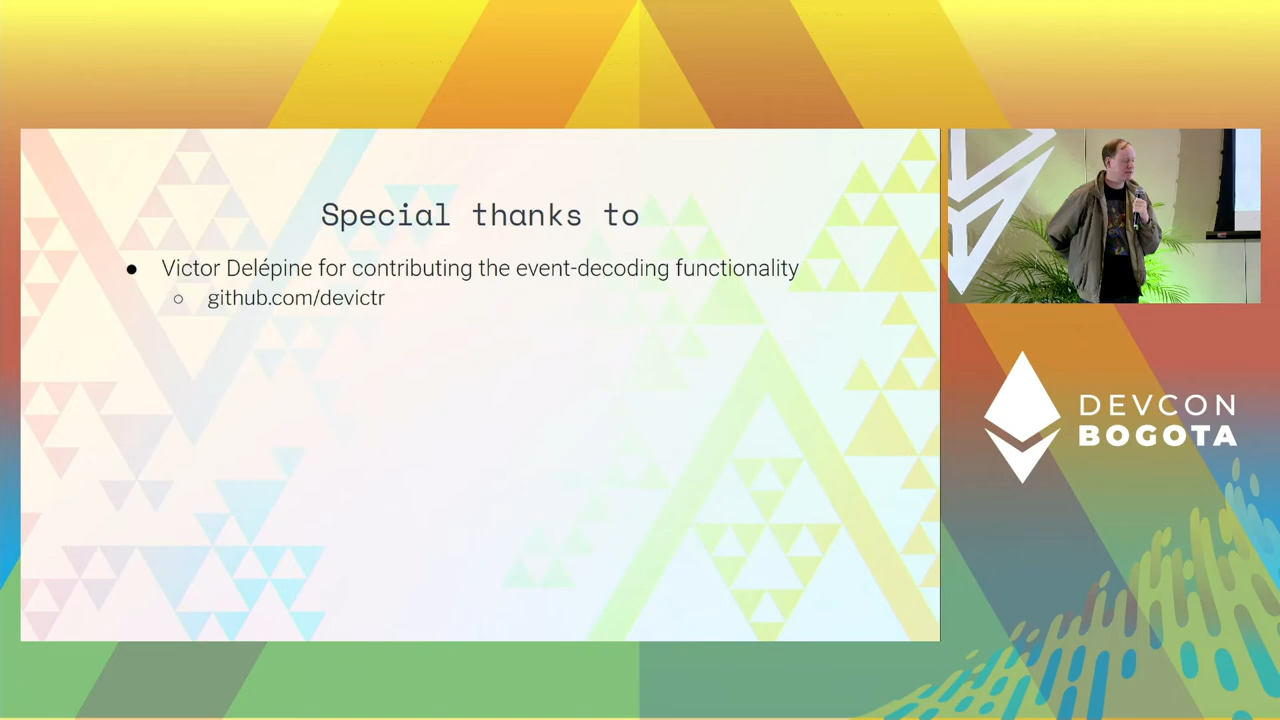 Special thanks to
● Victor Delépine for contributing the event-decoding functionality
○ github.com/devictr
DEVCON
BOGOTA